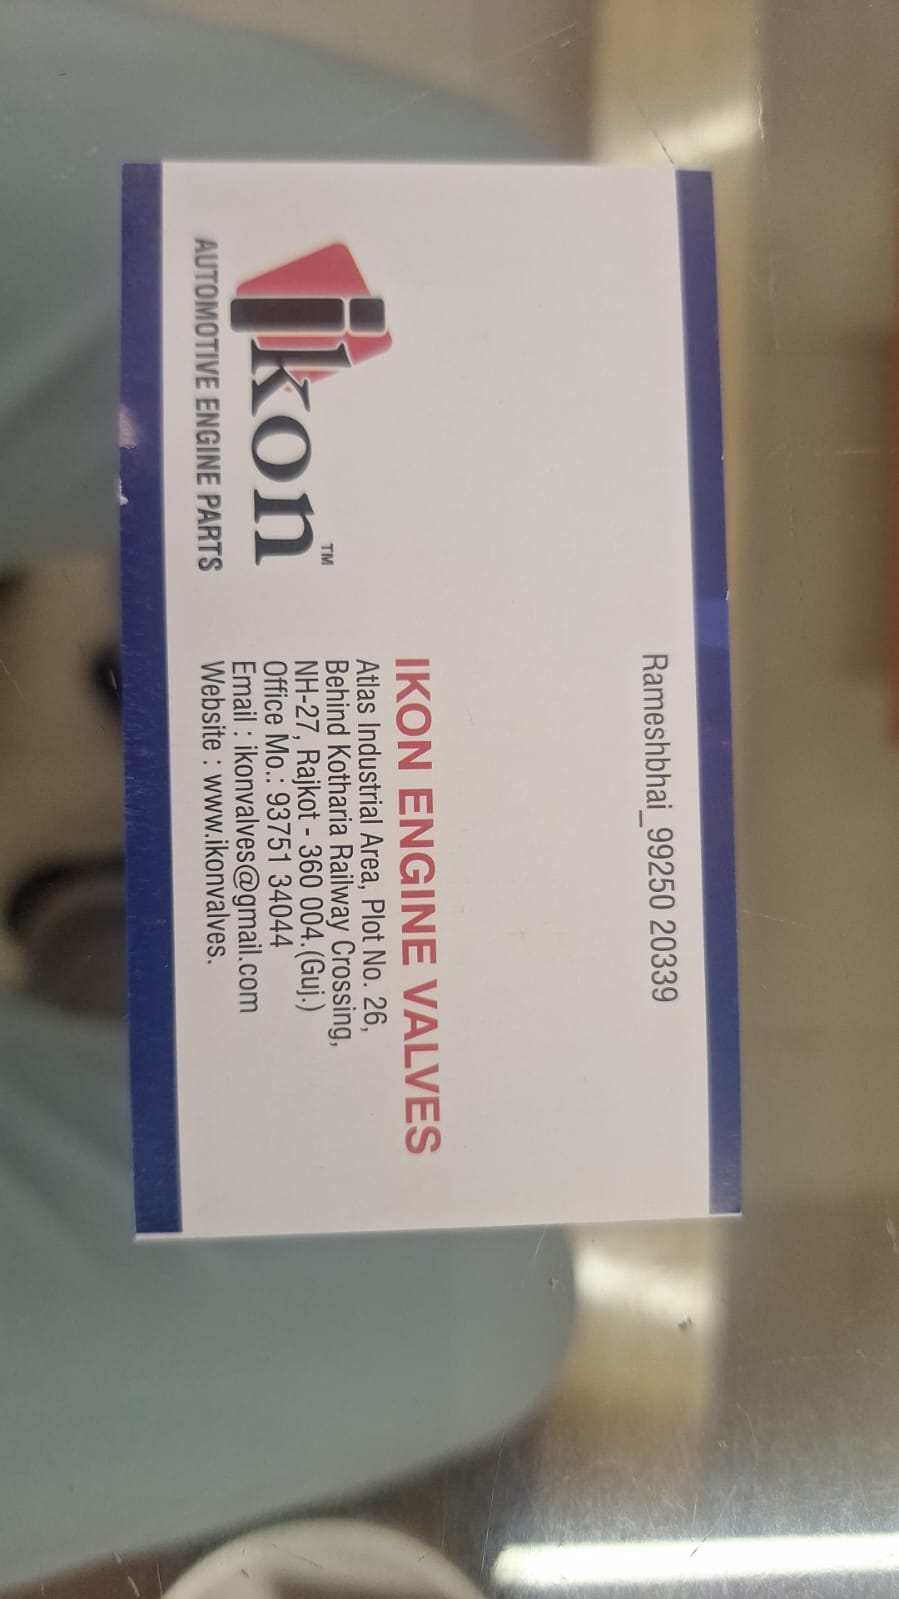 Rameshbhai_99250 20339
ikon™
AUTOMOTIVE ENGINE PARTS
IKON ENGINE VALVES
Atlas Industrial Area, Plot No. 26,
Behind Kotharia Railway Crossing,
NH-27, Rajkot - 360 004.(Guj.)
Office Mo.: 93751 34044
Email : ikonvalves@gmail.com
Website : www.ikonvalves.